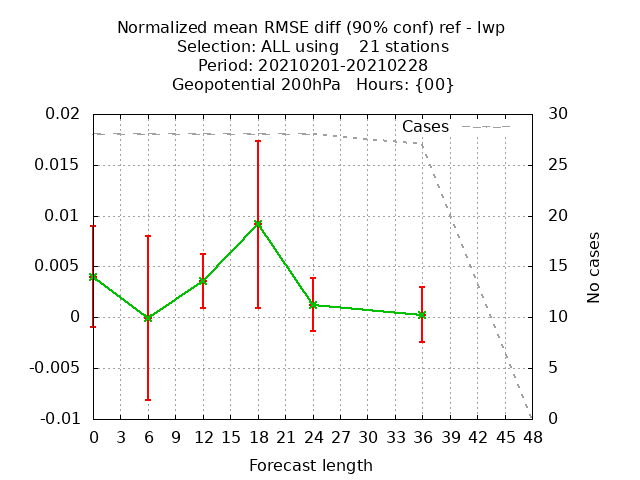 Normalized mean RMSE diff (90% conf) ref - lwp
Selection: ALL using    21 stations
Period: 20210201-20210228
Geopotential 200hPa   Hours: {00}
Cases
0.02
0.015
0.01
0.005
0
-0.005
-0.01
30
25
20
15
10
5
0
No cases
0 3 6 9 12 15 18 21 24 27 30 33 36 39 42 45 48
Forecast length